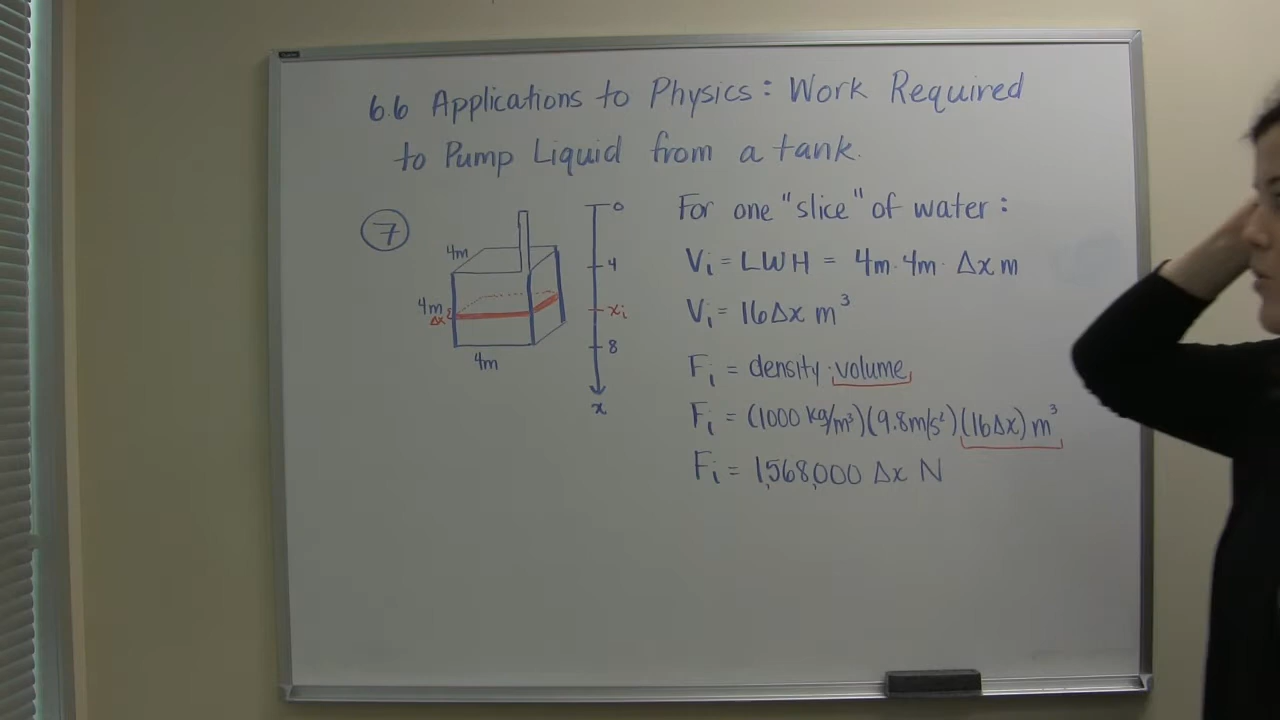 6.6 Applications to Physics: Work Required
to Pump Liquid from a tank.
7
4m
4m
Δx
4m
0
4
xi
8
x
For one "slice" of water:
Vi = LWH = 4m·4m·Δx m
Vi = 16Δx m³
Fi = density·volume
Fi = (1000 kg/m³)(9.8m/s²)(16Δx)m³
Fi = 1,568,000 Δx N